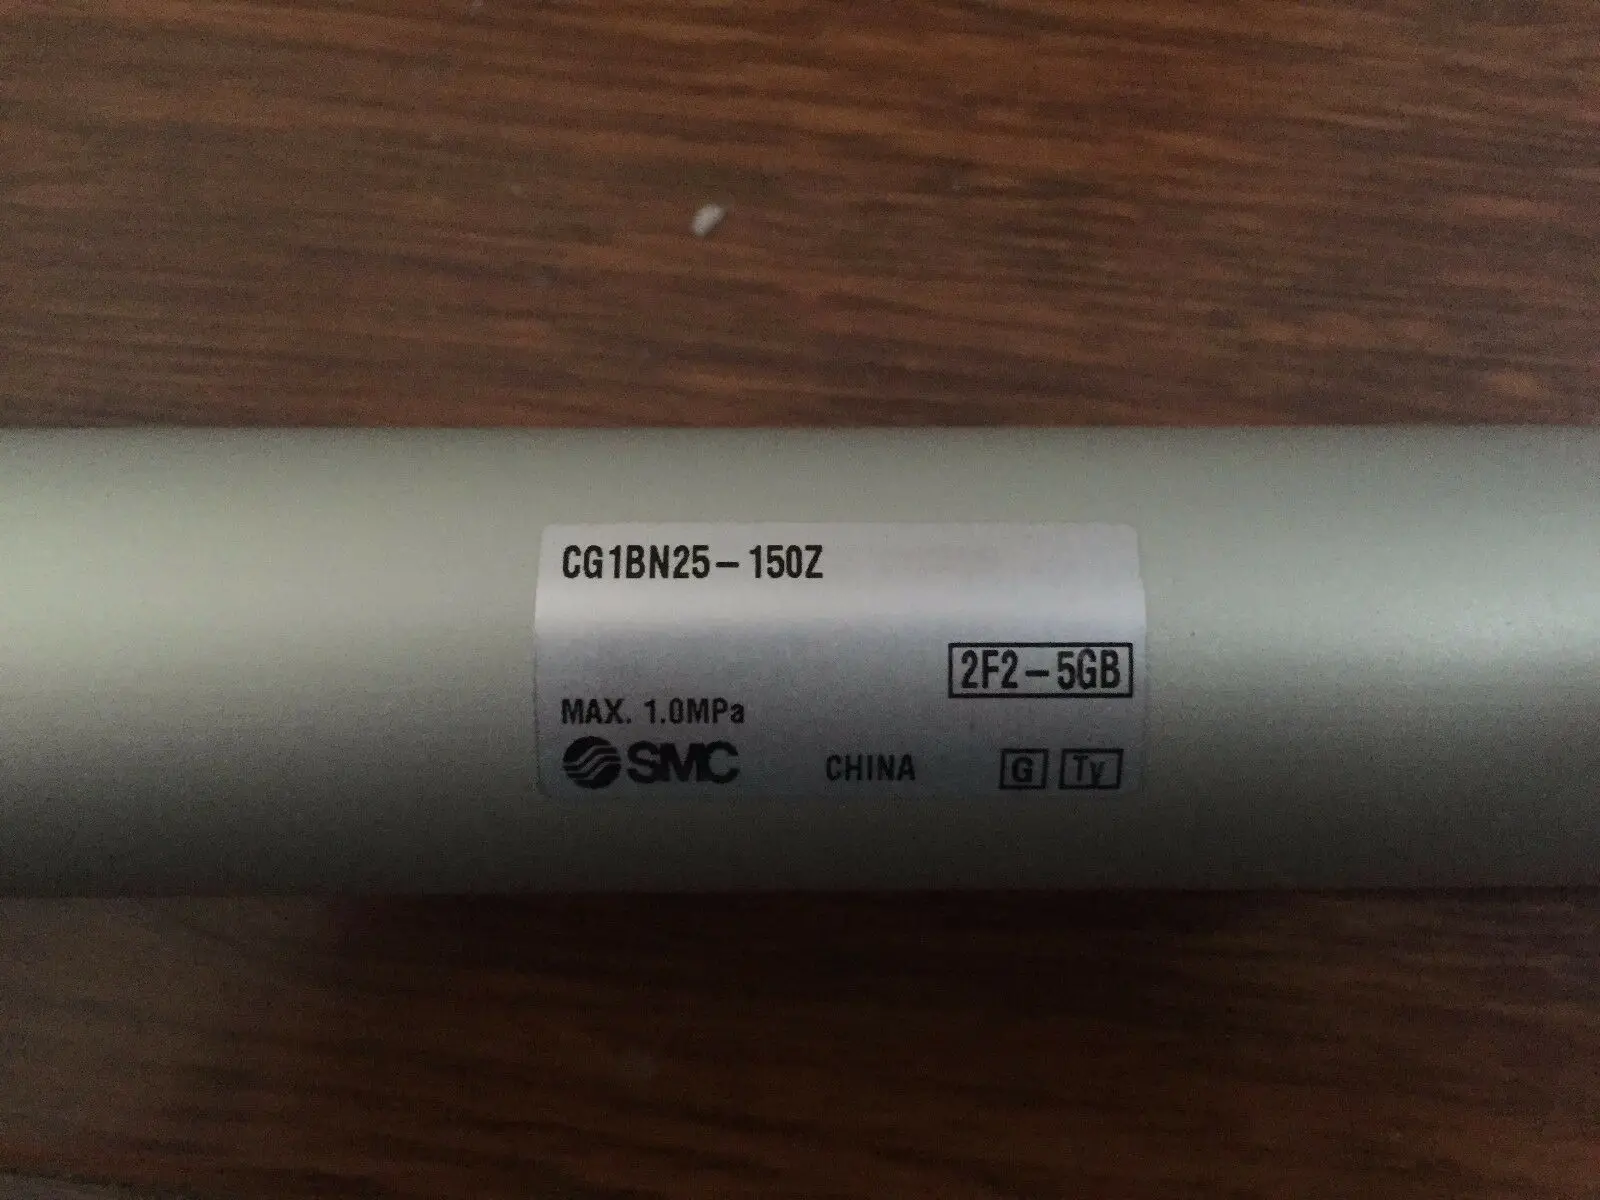 CG1BN25-150Z
2F2-5GB
MAX. 1.0MPa
SMC CHINA G Ty